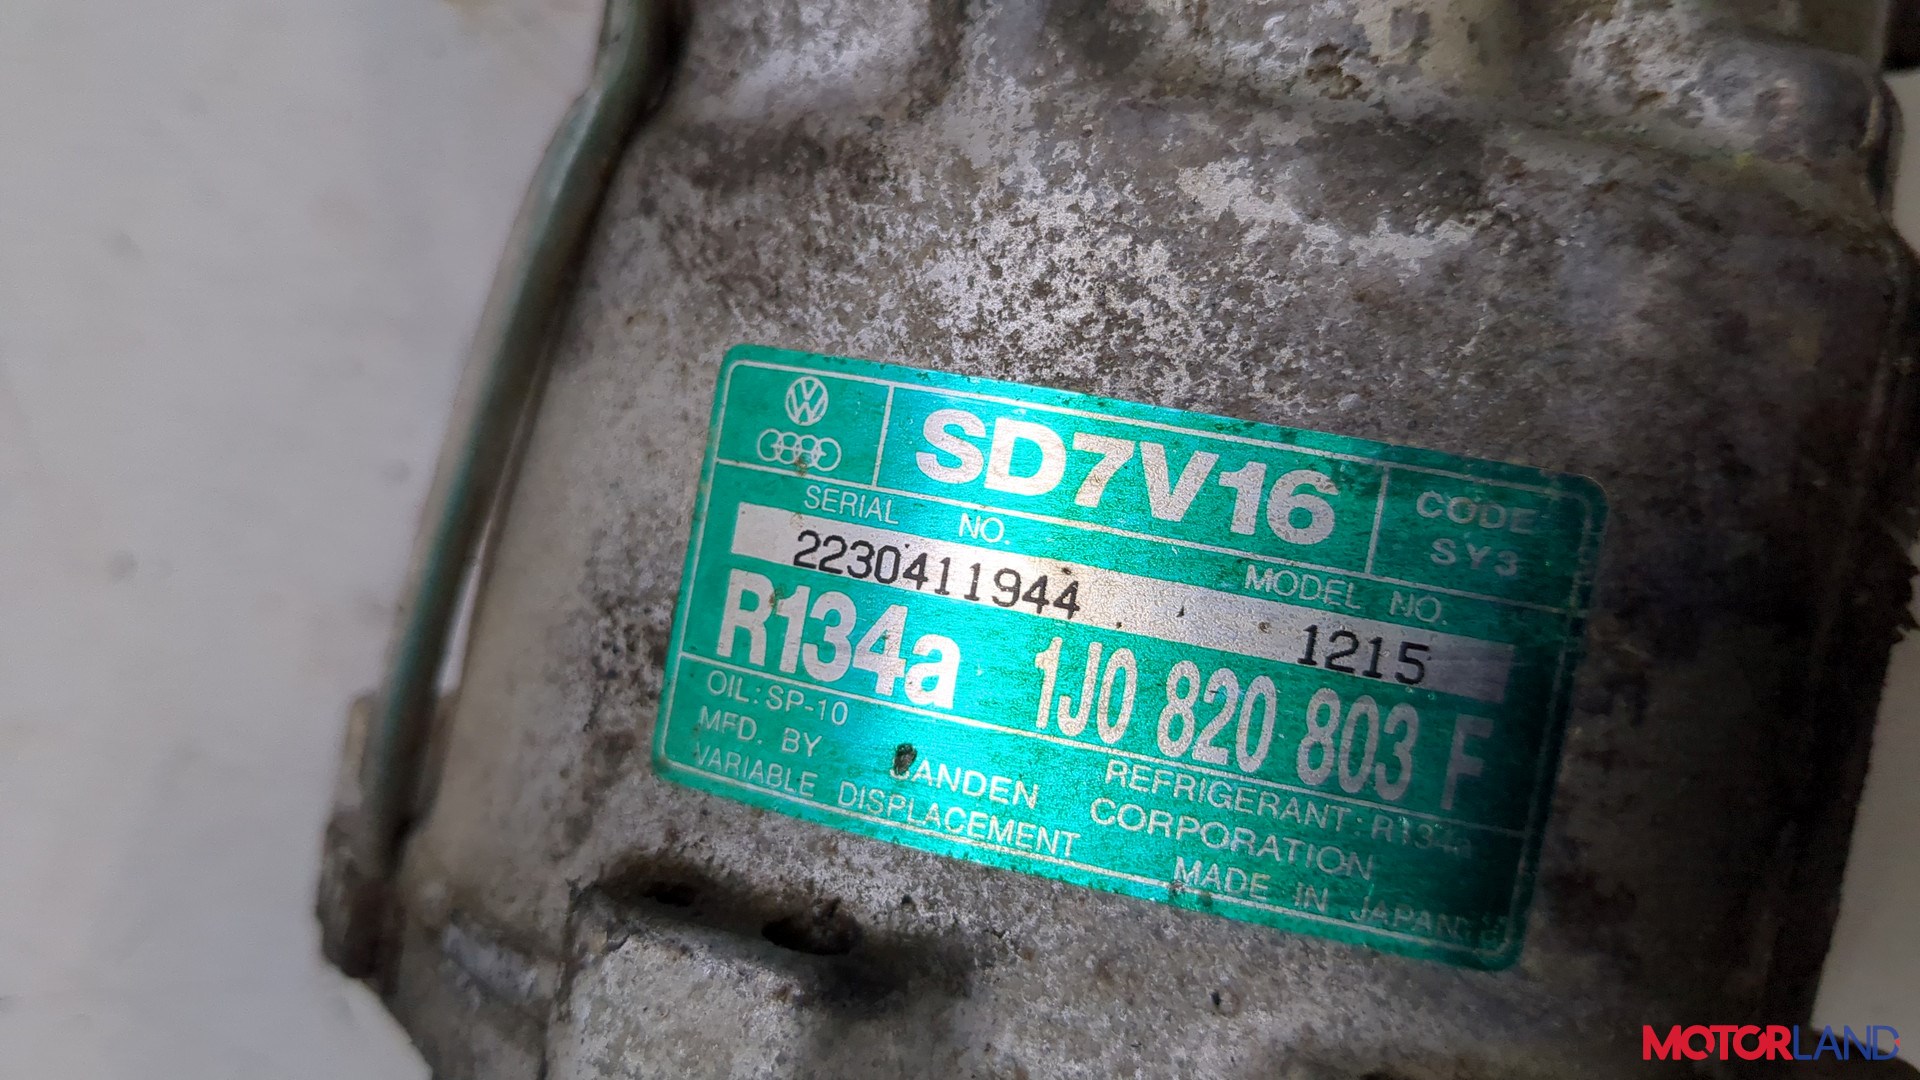 SD7V16
CODE
SY3
SERIAL NO.
MODEL NO.
2230411944
1215
R134a
1J0 820 803 F
OIL: SP-10
REFRIGERANT: R134a
MFD. BY SANDEN CORPORATION
VARIABLE DISPLACEMENT
MADE IN JAPAN
MOTORLAND